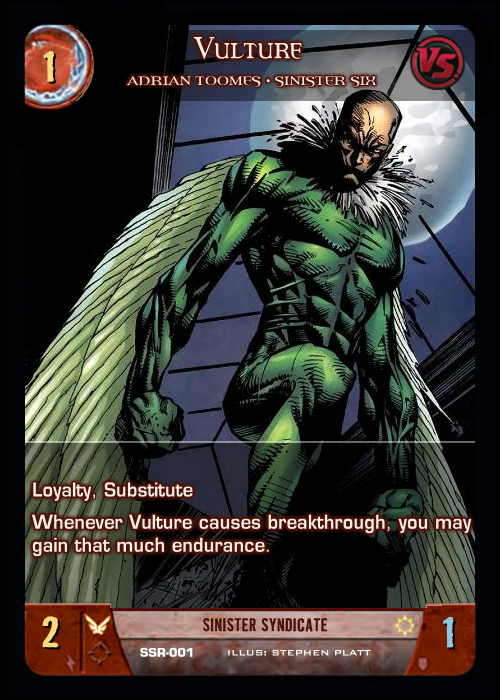 1
Vulture
VS.
ADRIAN TOOMES • SINISTER SIX
Loyalty, Substitute
Whenever Vulture causes breakthrough, you may
gain that much endurance.
2
SINISTER SYNDICATE
1
SSR-001 ILLUS: STEPHEN PLATT